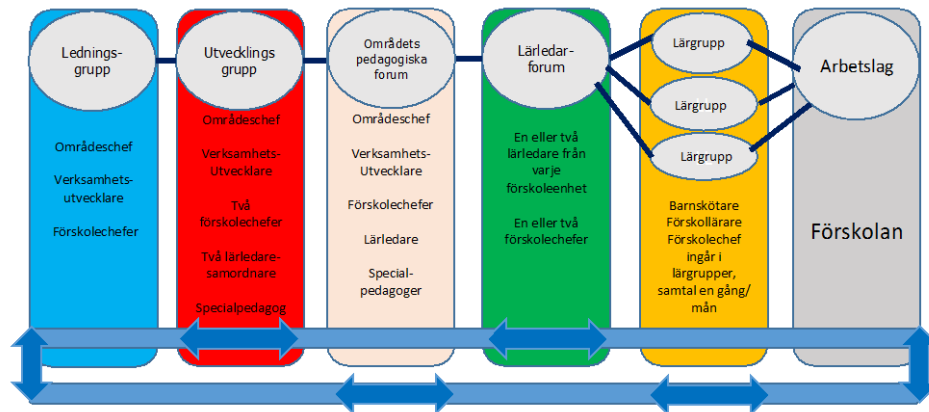 Lednings-
grupp
Områdeschef
Verksamhets-
utvecklare
Förskolechefer
Utvecklings
grupp
Områdeschef
Verksamhets-
Utvecklare
Två
förskolechefer
Två lärledare-
samordnare
Specialpedagog
Områdets
pedagogiska
forum
Områdeschef
Verksamhets-
Utvecklare
Förskolechefer
Lärledare
Special-
pedagoger
Lärledar-
forum
En eller två
lärledare från
varje
förskoleenhet
En eller två
förskolechefer
Lärgrupp
Lärgrupp
Lärgrupp
Barnskötare
Förskollärare
Förskolechef
ingår i
lärgrupper,
samtal en gång/
mån
Arbetslag
Förskolan